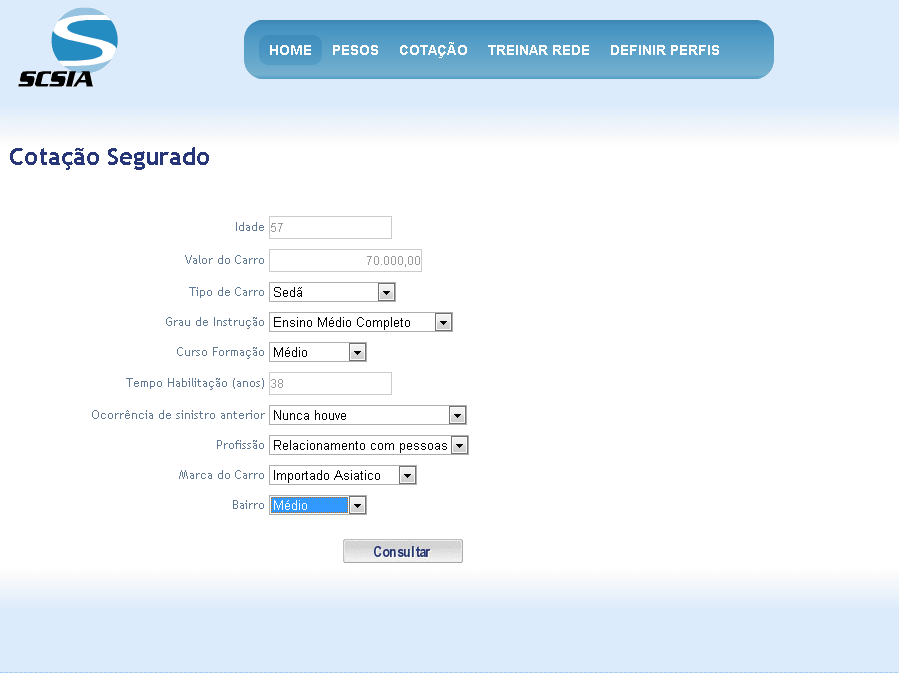 SCSIA
HOME PESOS COTAÇÃO TREINAR REDE DEFINIR PERFIS
Cotação Segurado
Idade 57
Valor do Carro 70.000,00
Tipo de Carro Sedã
Grau de Instrução Ensino Médio Completo
Curso Formação Médio
Tempo Habilitação (anos) 38
Ocorrência de sinistro anterior Nunca houve
Profissão Relacionamento com pessoas
Marca do Carro Importado Asiatico
Bairro Médio
Consultar